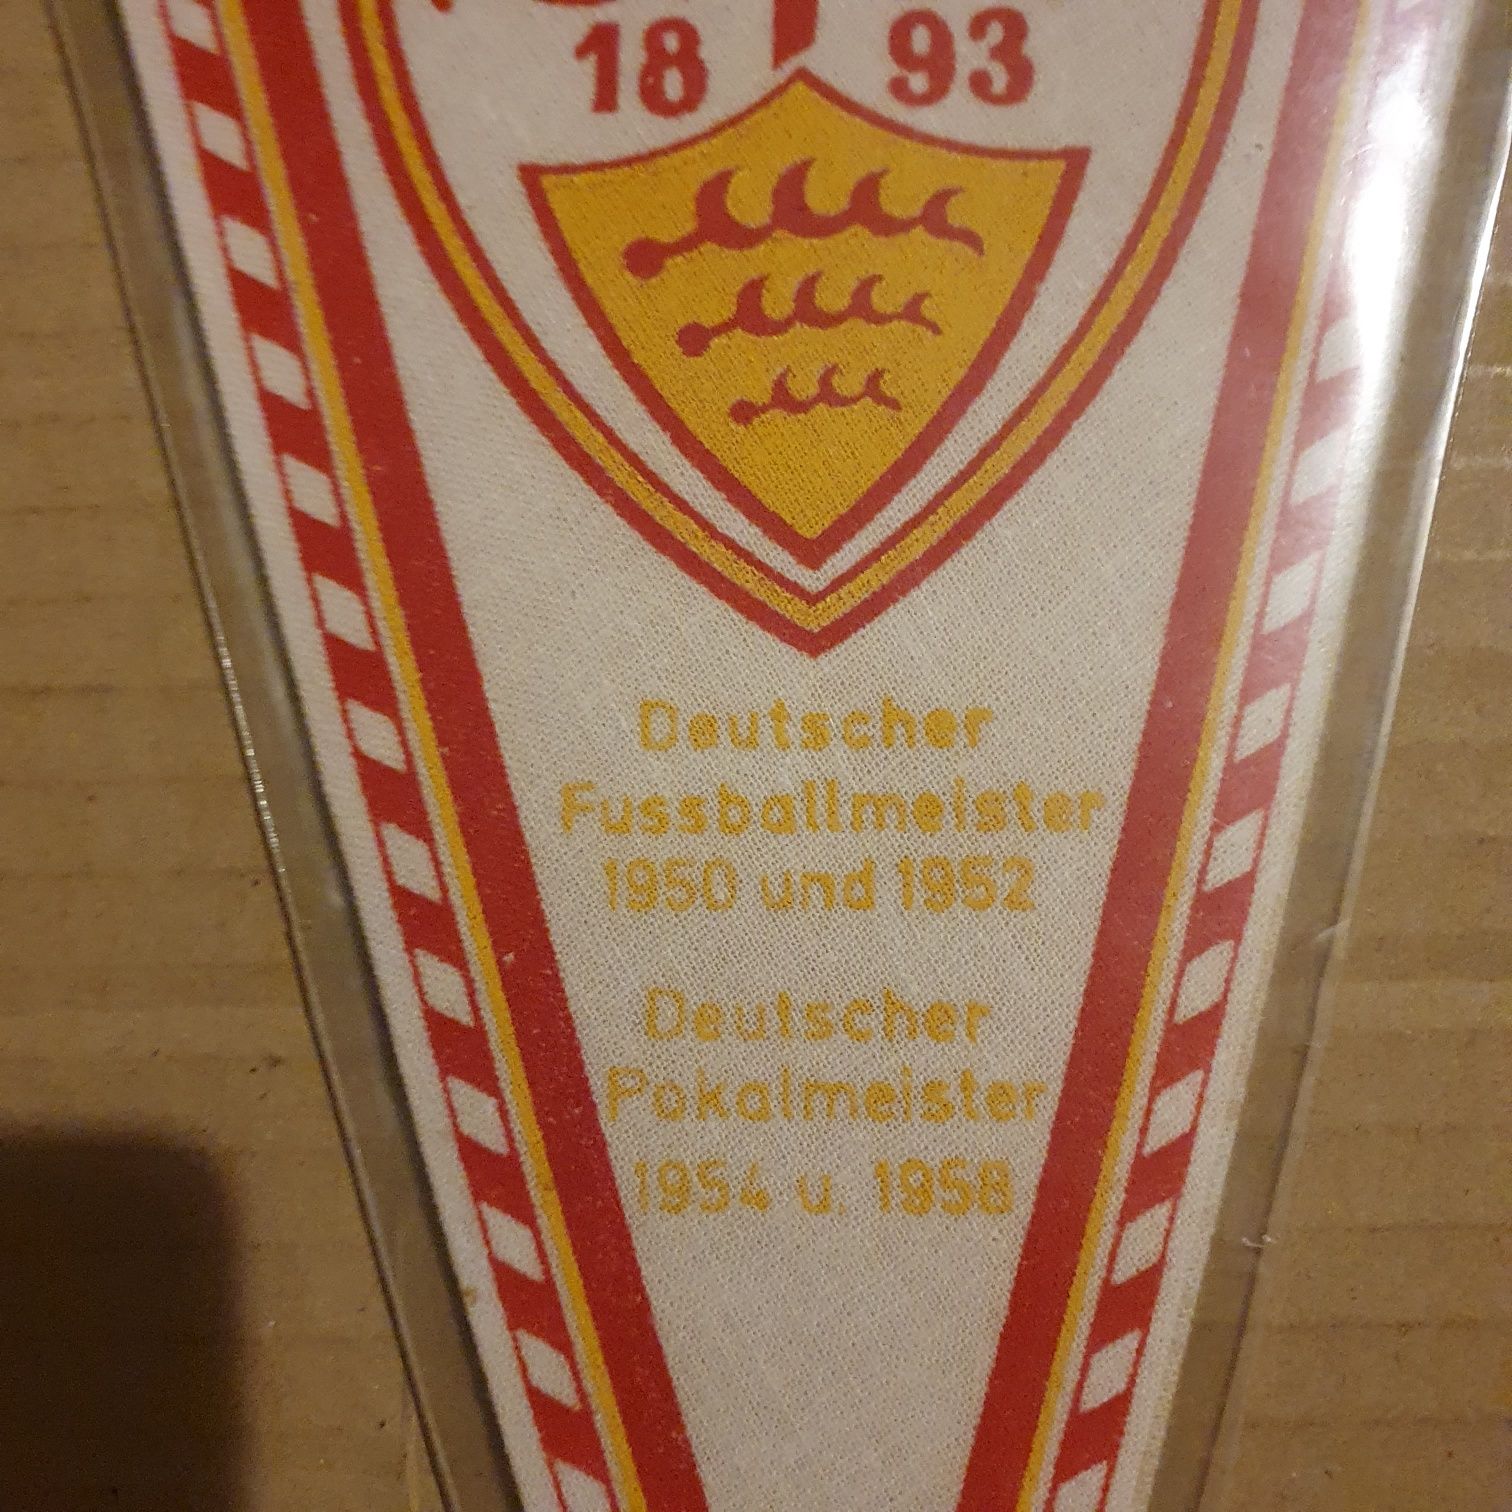 18 93
Deutscher
Fussballmeister
1950 und 1952
Deutscher
Pokalmeister
1954 u. 1958